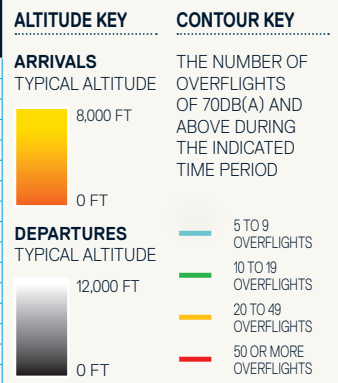 ALTITUDE KEY
ARRIVALS
TYPICAL ALTITUDE
8,000 FT
0 FT
DEPARTURES
TYPICAL ALTITUDE
12,000 FT
0 FT
CONTOUR KEY
THE NUMBER OF
OVERFLIGHTS
OF 70DB(A) AND
ABOVE DURING
THE INDICATED
TIME PERIOD
5 TO 9
OVERFLIGHTS
10 TO 19
OVERFLIGHTS
20 TO 49
OVERFLIGHTS
50 OR MORE
OVERFLIGHTS